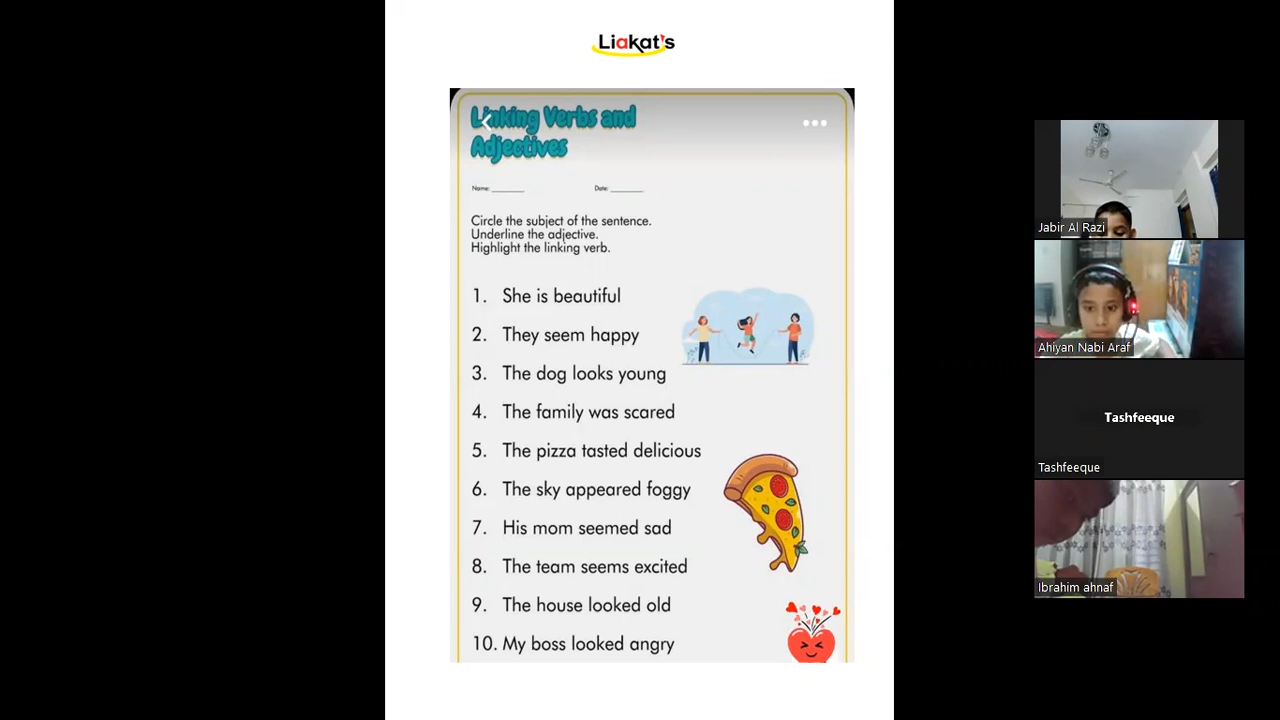 Liakat's
Linking Verbs and
Adjectives
Name: ________
Date: ________
Circle the subject of the sentence.
Underline the adjective.
Highlight the linking verb.
1. She is beautiful
2. They seem happy
3. The dog looks young
4. The family was scared
5. The pizza tasted delicious
6. The sky appeared foggy
7. His mom seemed sad
8. The team seems excited
9. The house looked old
10. My boss looked angry
Jabir Al Razi
Ahiyan Nabi Araf
Tashfeeque
Tashfeeque
Ibrahim ahnaf